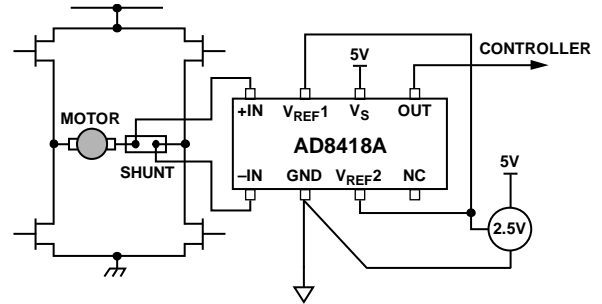 5V
CONTROLLER
+IN VREF1 VS OUT
MOTOR
AD8418A
SHUNT
5V
–IN GND VREF2 NC
2.5V